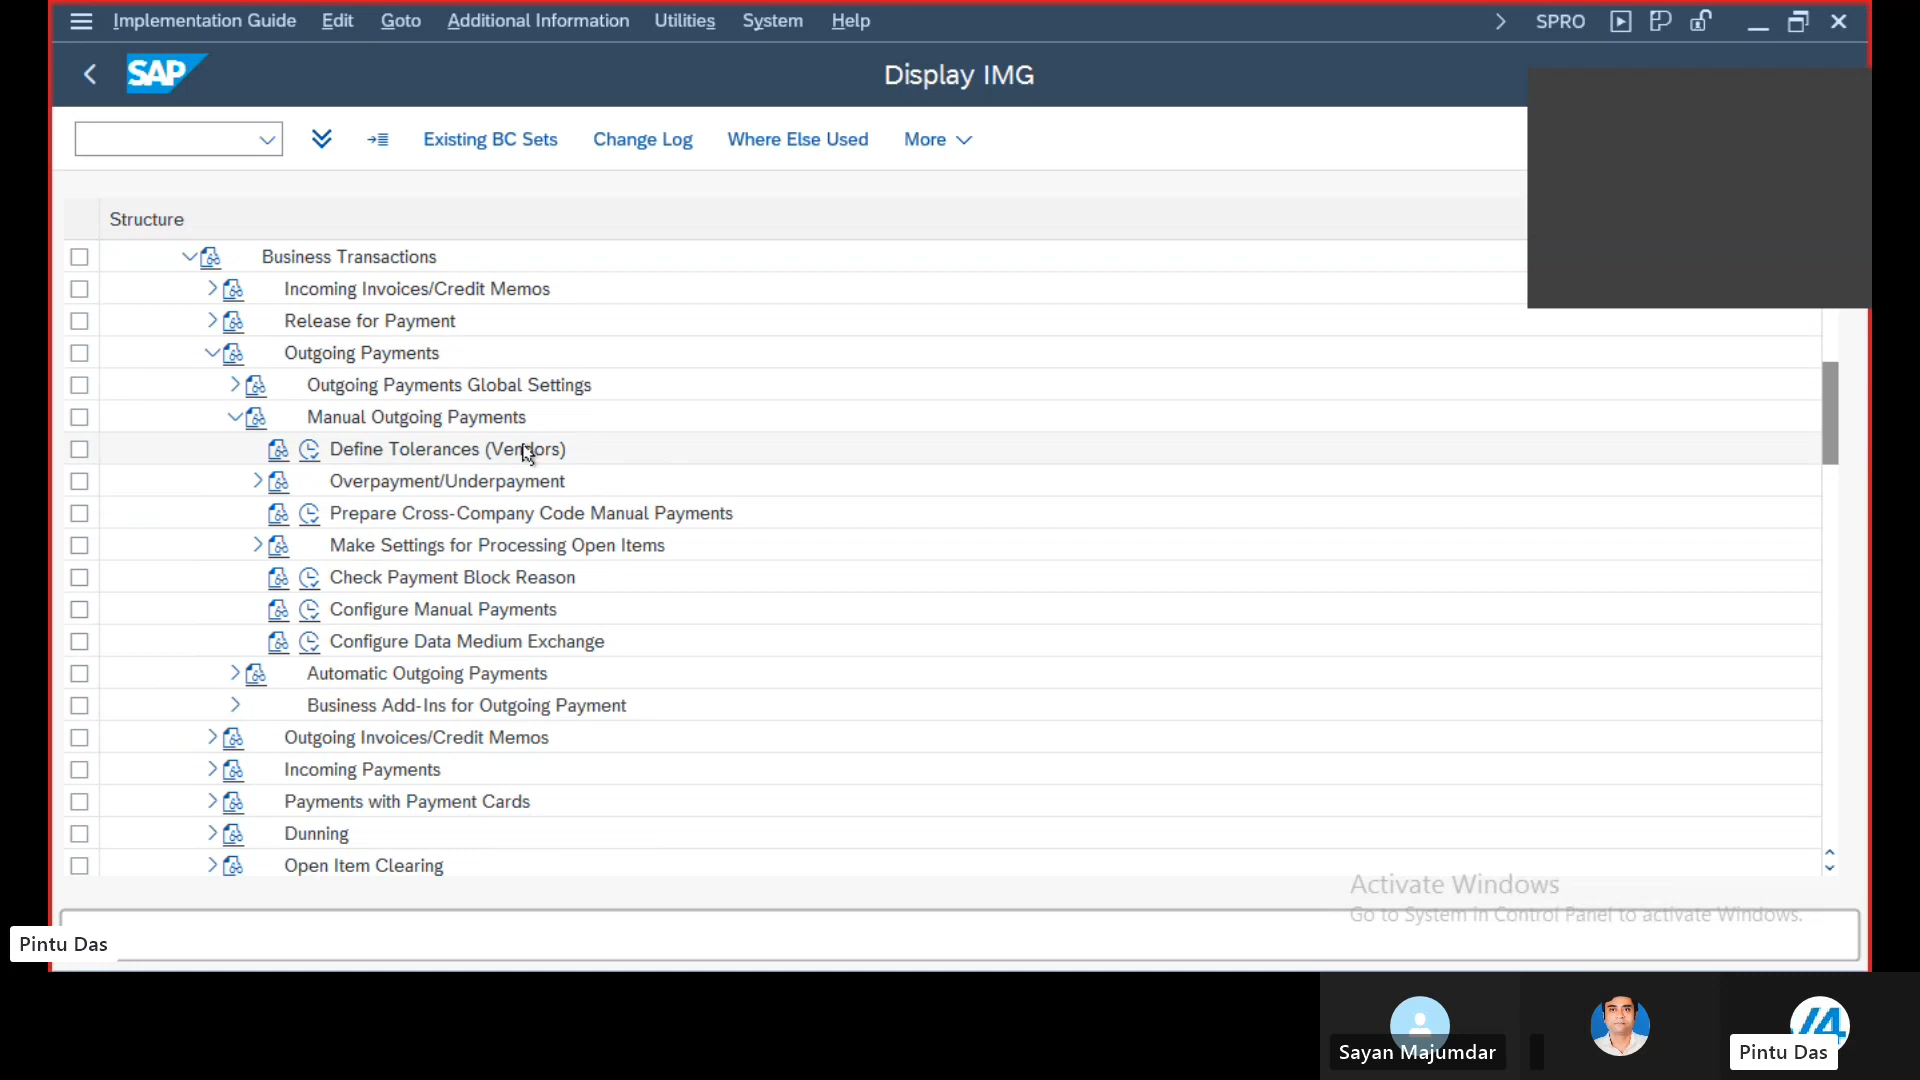 Implementation Guide Edit Goto Additional Information Utilities System Help SPRO
SAP Display IMG
Existing BC Sets Change Log Where Else Used More
Structure
Business Transactions
Incoming Invoices/Credit Memos
Release for Payment
Outgoing Payments
Outgoing Payments Global Settings
Manual Outgoing Payments
Define Tolerances (Vendors)
Overpayment/Underpayment
Prepare Cross-Company Code Manual Payments
Make Settings for Processing Open Items
Check Payment Block Reason
Configure Manual Payments
Configure Data Medium Exchange
Automatic Outgoing Payments
Business Add-Ins for Outgoing Payment
Outgoing Invoices/Credit Memos
Incoming Payments
Payments with Payment Cards
Dunning
Open Item Clearing
Activate Windows
Go to System in Control Panel to activate Windows.
Pintu Das
Sayan Majumdar
Pintu Das